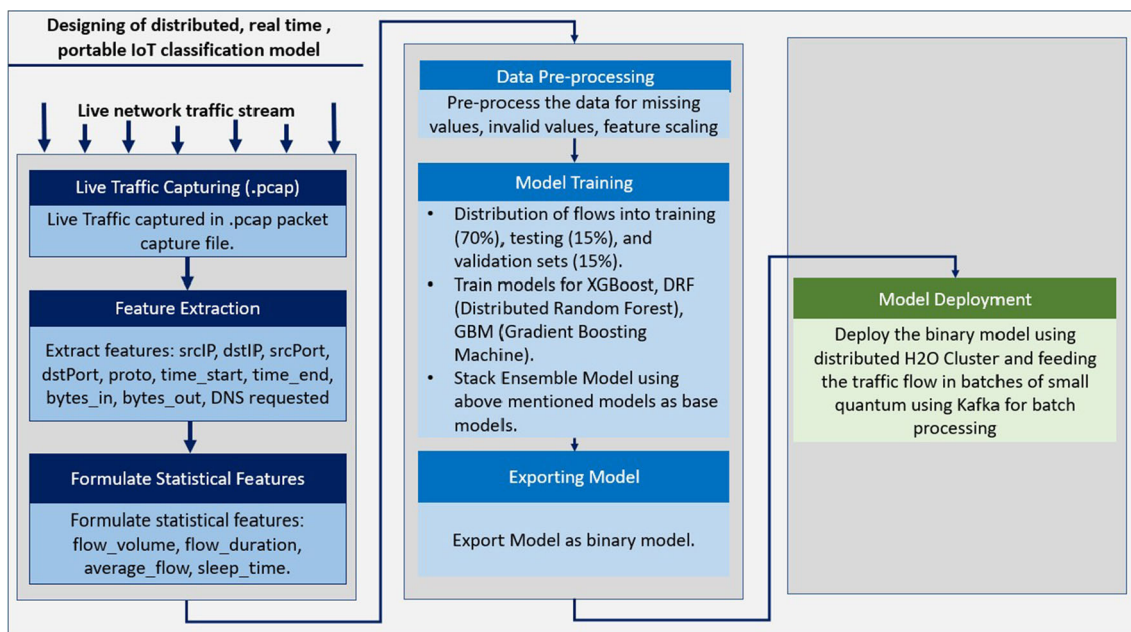 Designing of distributed, real time ,
portable IoT classification model
Live network traffic stream
Live Traffic Capturing (.pcap)
Live Traffic captured in .pcap packet
capture file.
Feature Extraction
Extract features: srcIP, dstIP, srcPort,
dstPort, proto, time_start, time_end,
bytes_in, bytes_out, DNS requested
Formulate Statistical Features
Formulate statistical features:
flow_volume, flow_duration,
average_flow, sleep_time.
Data Pre-processing
Pre-process the data for missing
values, invalid values, feature scaling
Model Training
• Distribution of flows into training
(70%), testing (15%), and
validation sets (15%).
• Train models for XGBoost, DRF
(Distributed Random Forest),
GBM (Gradient Boosting
Machine).
• Stack Ensemble Model using
above mentioned models as base
models.
Exporting Model
Export Model as binary model.
Model Deployment
Deploy the binary model using
distributed H2O Cluster and feeding
the traffic flow in batches of small
quantum using Kafka for batch
processing